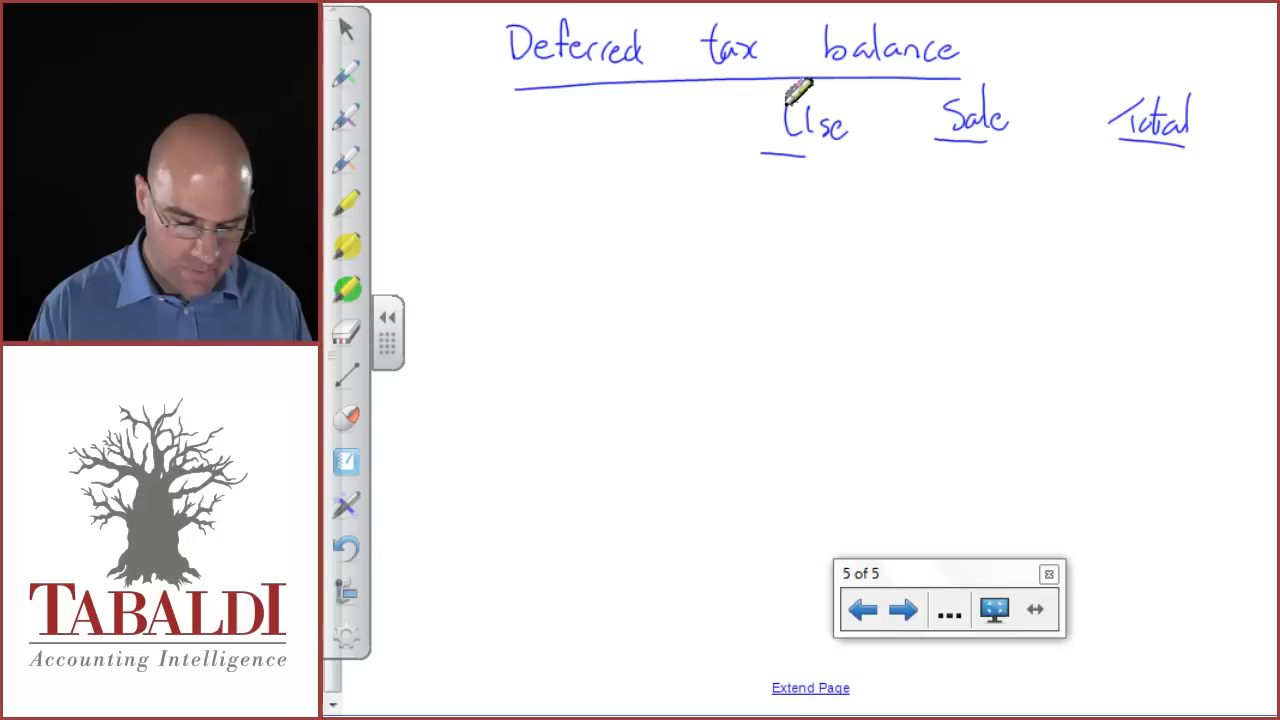 Deferred tax balance
Use Sale Total
TABALDI
Accounting Intelligence
5 of 5
...
Extend Page